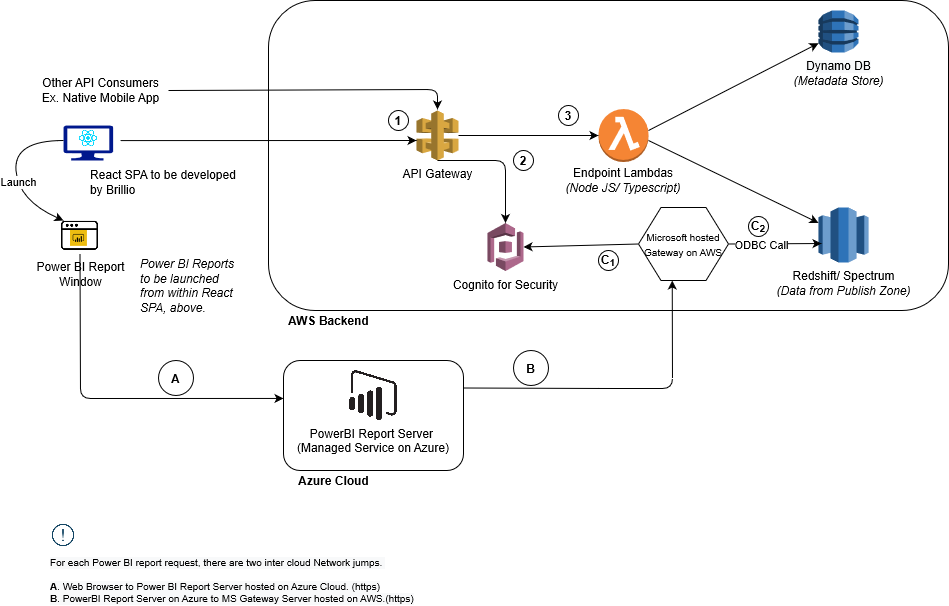 Dynamo DB
(Metadata Store)
Other API Consumers
Ex. Native Mobile App
1
3
API Gateway
2
Endpoint Lambdas
(Node JS/ Typescript)
React SPA to be developed
by Brillio
Launch
Power BI Report
Window
Power BI Reports
to be launched
from within React
SPA, above.
Cognito for Security
C1
Microsoft hosted
Gateway on AWS
C2
ODBC Call
Redshift/ Spectrum
(Data from Publish Zone)
AWS Backend
A
B
PowerBI Report Server
(Managed Service on Azure)
Azure Cloud
!
For each Power BI report request, there are two inter cloud Network jumps.
A. Web Browser to Power BI Report Server hosted on Azure Cloud. (https)
B. PowerBI Report Server on Azure to MS Gateway Server hosted on AWS.(https)